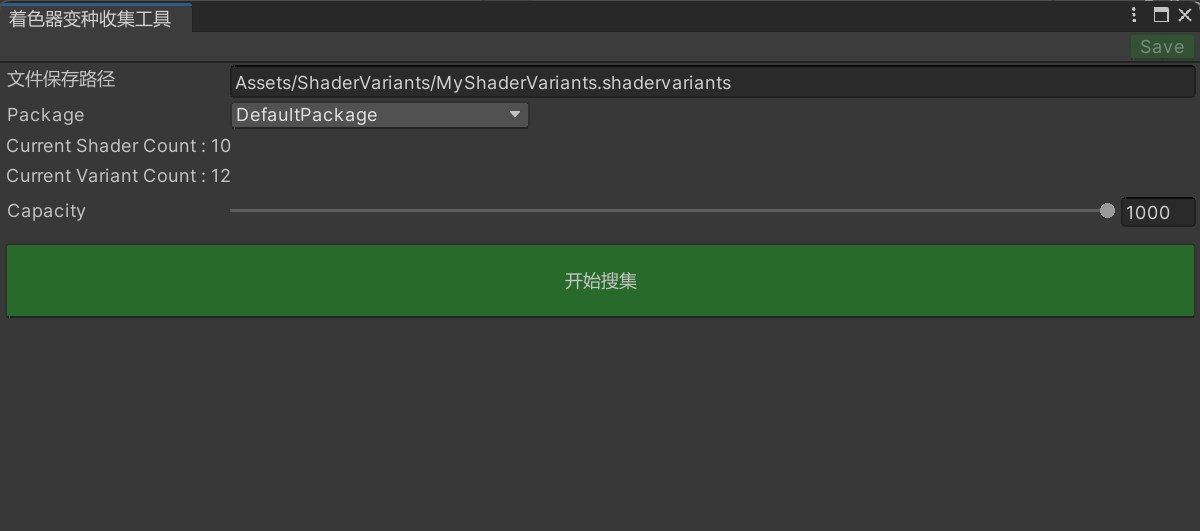 着色器变种收集工具
Save
文件保存路径 Assets/ShaderVariants/MyShaderVariants.shadervariants
Package DefaultPackage
Current Shader Count : 10
Current Variant Count : 12
Capacity 1000
开始搜集